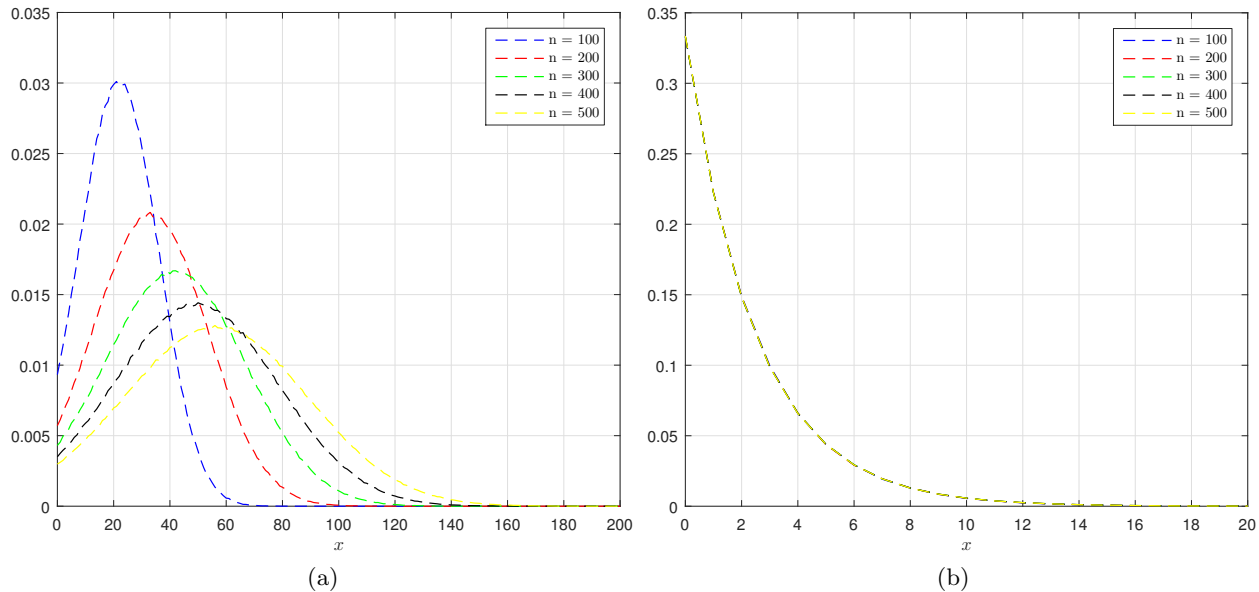 0.035
0.03
0.025
0.02
0.015
0.01
0.005
0
0 20 40 60 80 100 120 140 160 180 200
x
n = 100
n = 200
n = 300
n = 400
n = 500
(a)
0.35
0.3
0.25
0.2
0.15
0.1
0.05
0
0 2 4 6 8 10 12 14 16 18 20
x
n = 100
n = 200
n = 300
n = 400
n = 500
(b)